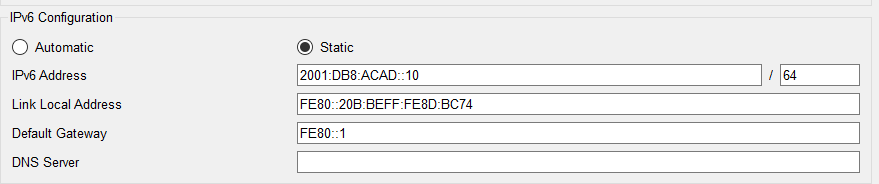 IPv6 Configuration
Automatic Static
IPv6 Address 2001:DB8:ACAD::10 / 64
Link Local Address FE80::20B:BEFF:FE8D:BC74
Default Gateway FE80::1
DNS Server